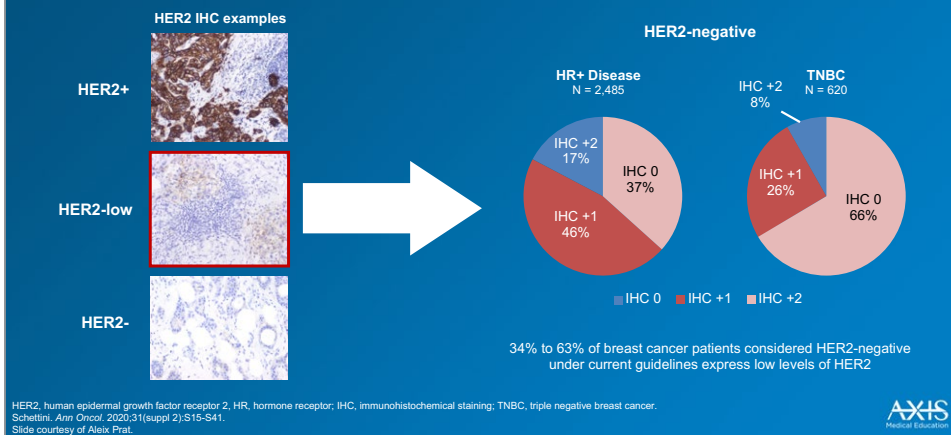 HER2 IHC examples
HER2+
HER2-low
HER2-
HER2-negative
HR+ Disease
N = 2,485
IHC +2
17%
IHC 0
37%
IHC +1
46%
TNBC
N = 620
IHC +2
8%
IHC +1
26%
IHC 0
66%
IHC 0 IHC +1 IHC +2
34% to 63% of breast cancer patients considered HER2-negative
under current guidelines express low levels of HER2
HER2, human epidermal growth factor receptor 2, HR, hormone receptor; IHC, immunohistochemical staining; TNBC, triple negative breast cancer.
Schettini. Ann Oncol. 2020;31(suppl 2):S15-S41.
Slide courtesy of Aleix Prat.
AXIS
Medical Education